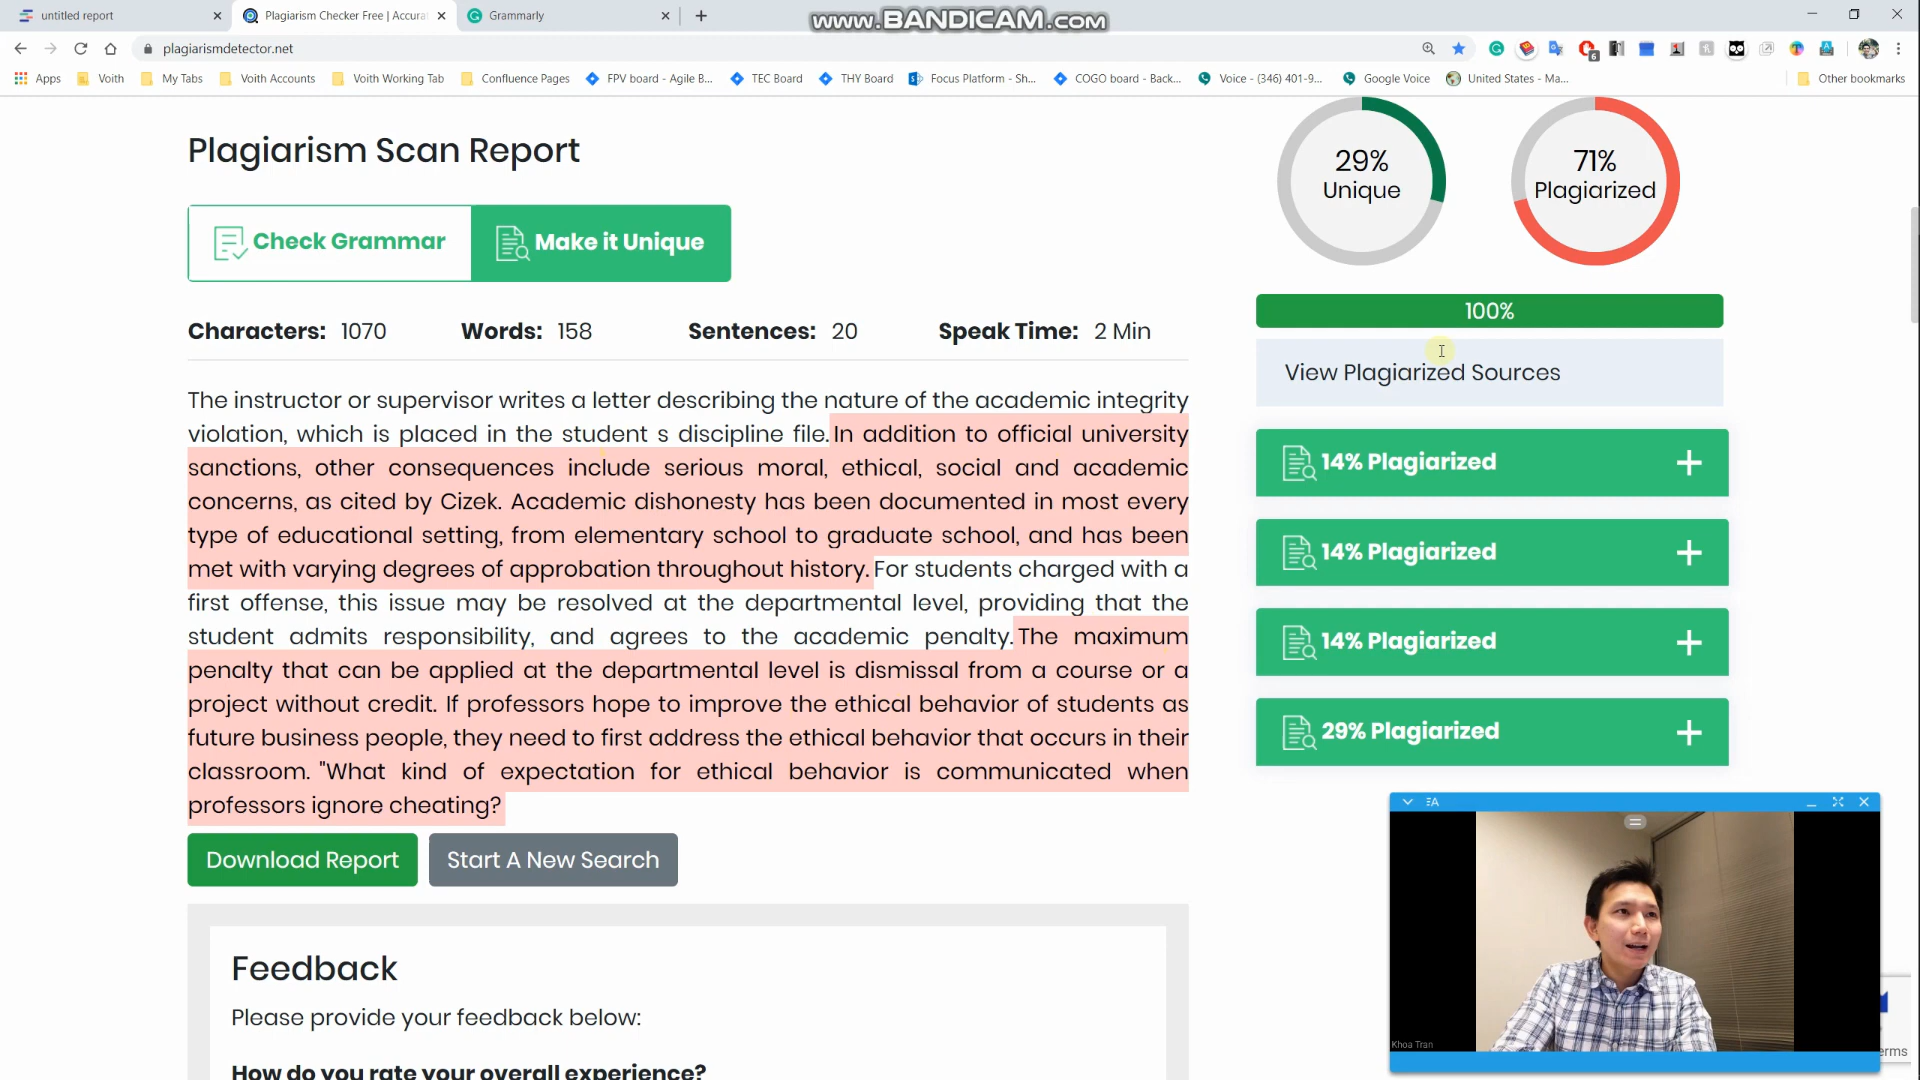 untitled report
Plagiarism Checker Free | Accura
Grammarly
www.BANDICAM.com
plagiarismdetector.net
6
Apps
Voith
My Tabs
Voith Accounts
Voith Working Tab
Confluence Pages
FPV board - Agile B...
TEC Board
THY Board
Focus Platform - Sh...
COGO board - Back...
Voice - (346) 401-9...
Google Voice
United States - Ma...
Other bookmarks
Plagiarism Scan Report
29%
Unique
71%
Plagiarized
Check Grammar
Make it Unique
100%
Characters: 1070
Words: 158
Sentences: 20
Speak Time: 2 Min
View Plagiarized Sources
The instructor or supervisor writes a letter describing the nature of the academic integrity
violation, which is placed in the student s discipline file. In addition to official university
sanctions, other consequences include serious moral, ethical, social and academic
concerns, as cited by Cizek. Academic dishonesty has been documented in most every
type of educational setting, from elementary school to graduate school, and has been
met with varying degrees of approbation throughout history. For students charged with a
first offense, this issue may be resolved at the departmental level, providing that the
student admits responsibility, and agrees to the academic penalty. The maximum
penalty that can be applied at the departmental level is dismissal from a course or a
project without credit. If professors hope to improve the ethical behavior of students as
future business people, they need to first address the ethical behavior that occurs in their
classroom. "What kind of expectation for ethical behavior is communicated when
professors ignore cheating?
14% Plagiarized
14% Plagiarized
14% Plagiarized
29% Plagiarized
Download Report
Start A New Search
Feedback
Please provide your feedback below:
How do you rate your overall experience?
Khoa Tran
erms